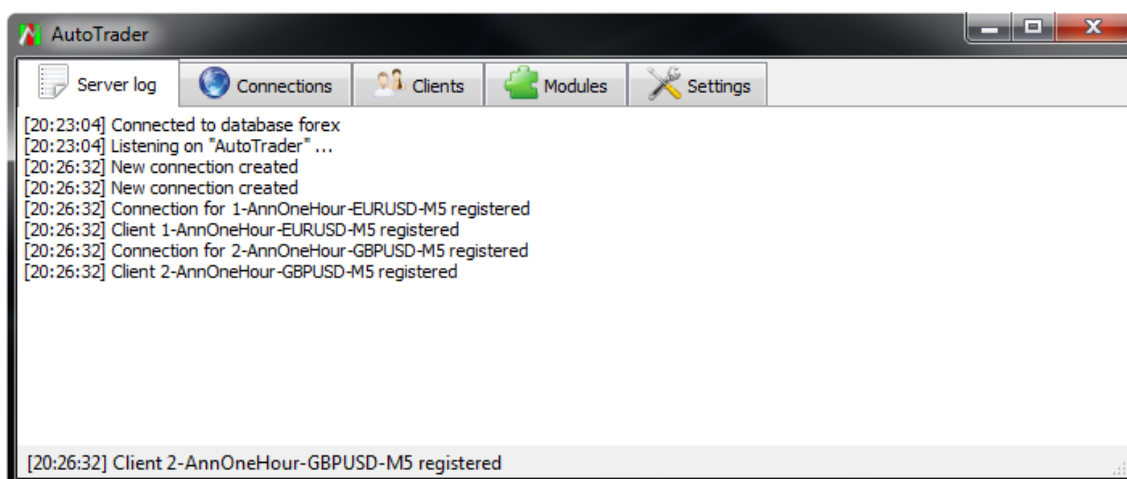 AutoTrader
Server log Connections Clients Modules Settings
[20:23:04] Connected to database forex
[20:23:04] Listening on "AutoTrader" ...
[20:26:32] New connection created
[20:26:32] New connection created
[20:26:32] Connection for 1-AnnOneHour-EURUSD-M5 registered
[20:26:32] Client 1-AnnOneHour-EURUSD-M5 registered
[20:26:32] Connection for 2-AnnOneHour-GBPUSD-M5 registered
[20:26:32] Client 2-AnnOneHour-GBPUSD-M5 registered
[20:26:32] Client 2-AnnOneHour-GBPUSD-M5 registered